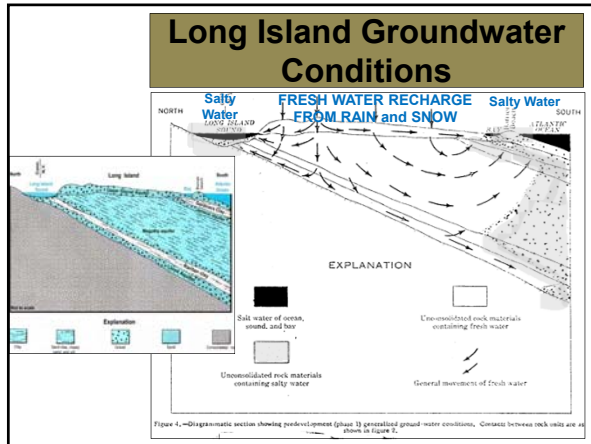 Long Island Groundwater
Conditions
NORTH
Salty
Water
LONG ISLAND
SOUND
FRESH WATER RECHARGE
FROM RAIN and SNOW
Salty Water
SOUTH
BAY
ATLANTIC
OCEAN
EXPLANATION
Salt water of ocean,
sound, and bay
Unconsolidated rock materials
containing fresh water
Unconsolidated rock materials
containing salty water
General movement of fresh water
Long Island
Explanation
Figure 4.—Diagrammatic section showing predevelopment (phase 1) generalized ground-water conditions. Contacts between rock units are as
shown in figure 2.